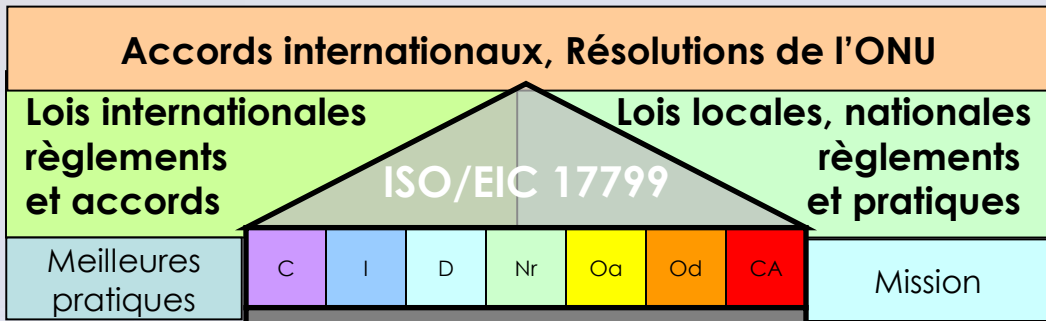 Accords internationaux, Résolutions de l’ONU
Lois internationales
règlements
et accords
Lois locales, nationales
règlements
et pratiques
ISO/EIC 17799
Meilleures
pratiques
C I D Nr Oa Od CA
Mission